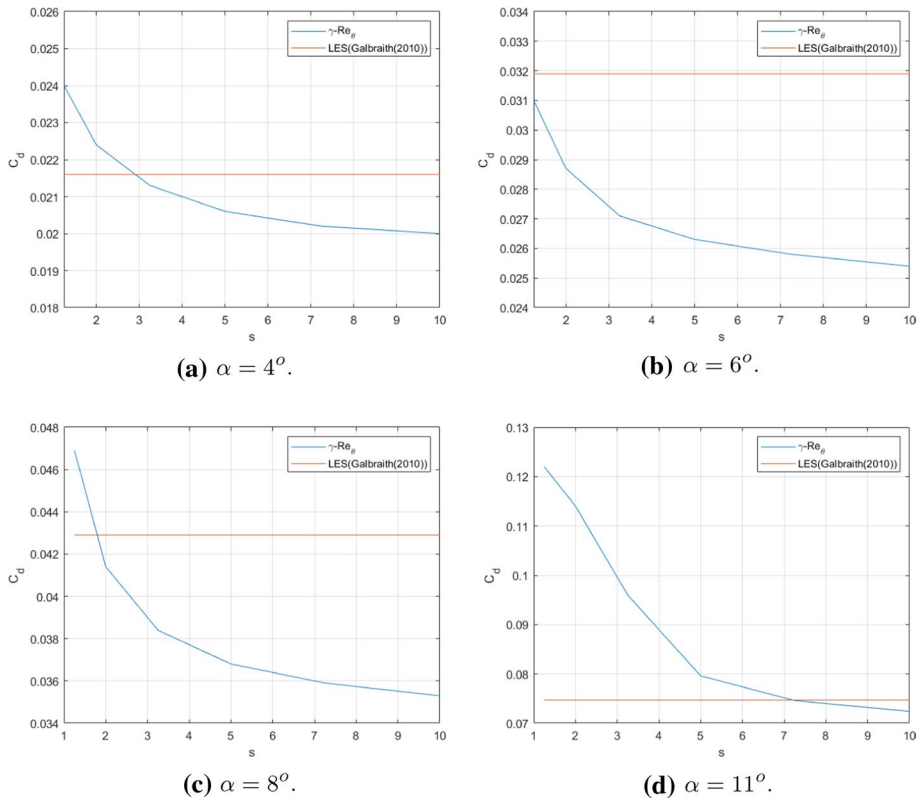 0.026
0.025
0.024
0.023
0.022
0.021
0.02
0.019
0.018
C_d
2 3 4 5 6 7 8 9 10
s
γ-Re_θ
LES(Galbraith(2010))
(a) α = 4^o.
0.034
0.033
0.032
0.031
0.03
0.029
0.028
0.027
0.026
0.025
0.024
C_d
2 3 4 5 6 7 8 9 10
s
γ-Re_θ
LES(Galbraith(2010))
(b) α = 6^o.
0.048
0.046
0.044
0.042
0.04
0.038
0.036
0.034
C_d
1 2 3 4 5 6 7 8 9 10
s
γ-Re_θ
LES(Galbraith(2010))
(c) α = 8^o.
0.13
0.12
0.11
0.1
0.09
0.08
0.07
C_d
1 2 3 4 5 6 7 8 9 10
s
γ-Re_θ
LES(Galbraith(2010))
(d) α = 11^o.